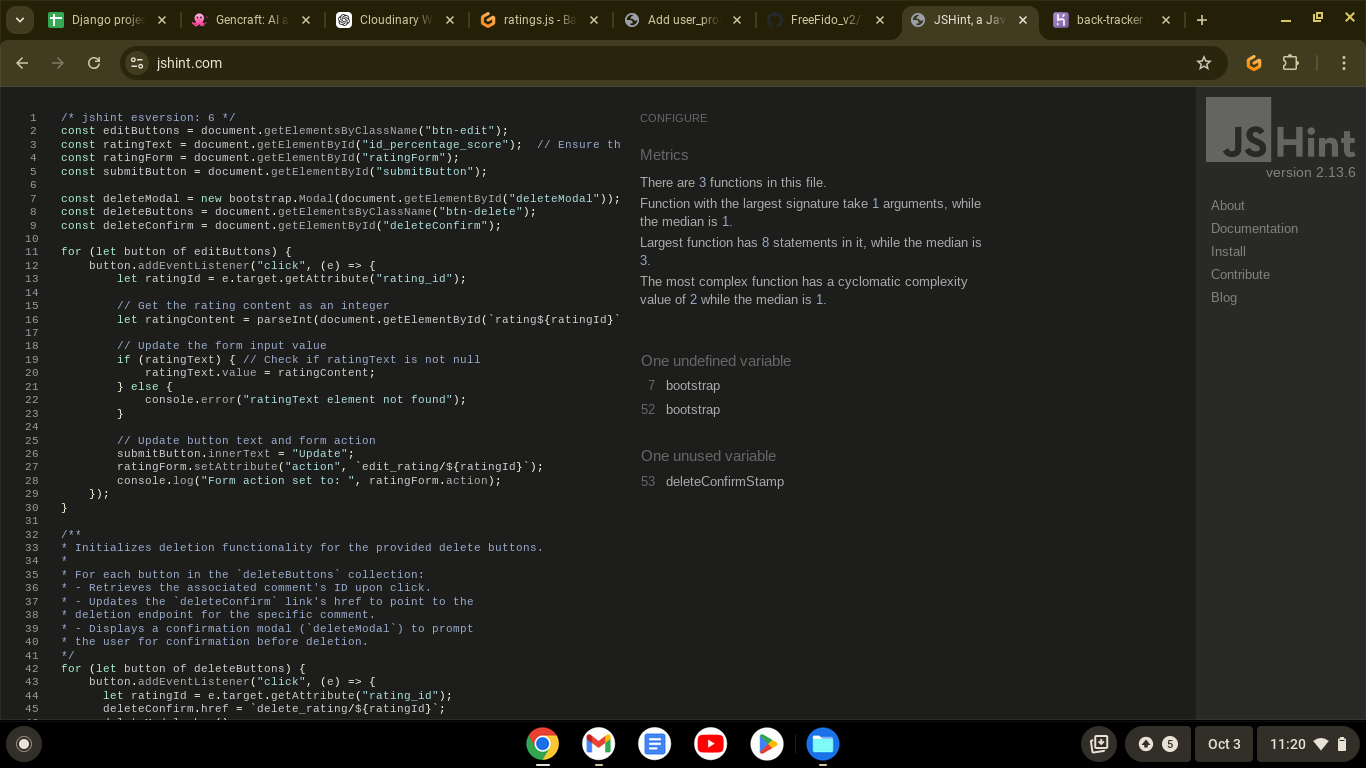 Django proje
Gencraft: AI a
Cloudinary W
ratings.js - Ba
Add user_pro
FreeFido_v2/
JSHint, a Jav
back-tracker
jshint.com
1 /* jshint esversion: 6 */
2 const editButtons = document.getElementsByClassName("btn-edit");
3 const ratingText = document.getElementById("id_percentage_score");  // Ensure th
4 const ratingForm = document.getElementById("ratingForm");
5 const submitButton = document.getElementById("submitButton");
6
7 const deleteModal = new bootstrap.Modal(document.getElementById("deleteModal"));
8 const deleteButtons = document.getElementsByClassName("btn-delete");
9 const deleteConfirm = document.getElementById("deleteConfirm");
10
11 for (let button of editButtons) {
12     button.addEventListener("click", (e) => {
13         let ratingId = e.target.getAttribute("rating_id");
14
15         // Get the rating content as an integer
16         let ratingContent = parseInt(document.getElementById(`rating${ratingId}`
17
18         // Update the form input value
19         if (ratingText) { // Check if ratingText is not null
20             ratingText.value = ratingContent;
21         } else {
22             console.error("ratingText element not found");
23         }
24
25         // Update button text and form action
26         submitButton.innerText = "Update";
27         ratingForm.setAttribute("action", `edit_rating/${ratingId}`);
28         console.log("Form action set to: ", ratingForm.action);
29     });
30 }
31
32 /**
33 * Initializes deletion functionality for the provided delete buttons.
34 *
35 * For each button in the `deleteButtons` collection:
36 * - Retrieves the associated comment's ID upon click.
37 * - Updates the `deleteConfirm` link's href to point to the
38 * deletion endpoint for the specific comment.
39 * - Displays a confirmation modal (`deleteModal`) to prompt
40 * the user for confirmation before deletion.
41 */
42 for (let button of deleteButtons) {
43     button.addEventListener("click", (e) => {
44       let ratingId = e.target.getAttribute("rating_id");
45       deleteConfirm.href = `delete_rating/${ratingId}`;
CONFIGURE
Metrics
There are 3 functions in this file.
Function with the largest signature take 1 arguments, while
the median is 1.
Largest function has 8 statements in it, while the median is
3.
The most complex function has a cyclomatic complexity
value of 2 while the median is 1.
One undefined variable
7 bootstrap
52 bootstrap
One unused variable
53 deleteConfirmStamp
JSHint
version 2.13.6
About
Documentation
Install
Contribute
Blog
5
Oct 3
11:20